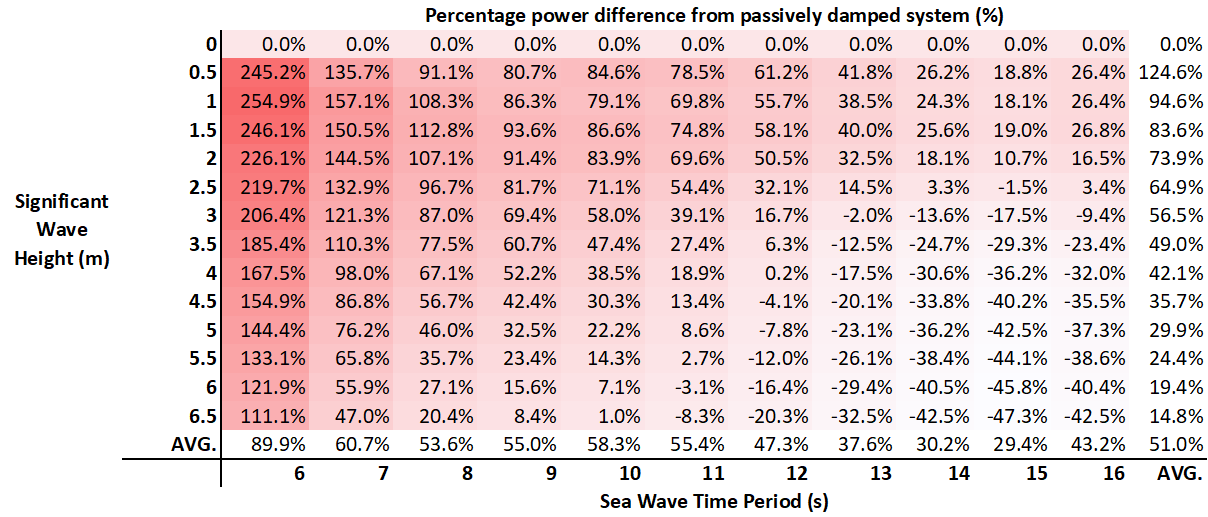 Percentage power difference from passively damped system (%)
0 0.0% 0.0% 0.0% 0.0% 0.0% 0.0% 0.0% 0.0% 0.0% 0.0% 0.0% 0.0%
0.5 245.2% 135.7% 91.1% 80.7% 84.6% 78.5% 61.2% 41.8% 26.2% 18.8% 26.4% 124.6%
1 254.9% 157.1% 108.3% 86.3% 79.1% 69.8% 55.7% 38.5% 24.3% 18.1% 26.4% 94.6%
1.5 246.1% 150.5% 112.8% 93.6% 86.6% 74.8% 58.1% 40.0% 25.6% 19.0% 26.8% 83.6%
2 226.1% 144.5% 107.1% 91.4% 83.9% 69.6% 50.5% 32.5% 18.1% 10.7% 16.5% 73.9%
2.5 219.7% 132.9% 96.7% 81.7% 71.1% 54.4% 32.1% 14.5% 3.3% -1.5% 3.4% 64.9%
Significant
Wave
Height (m)
3 206.4% 121.3% 87.0% 69.4% 58.0% 39.1% 16.7% -2.0% -13.6% -17.5% -9.4% 56.5%
3.5 185.4% 110.3% 77.5% 60.7% 47.4% 27.4% 6.3% -12.5% -24.7% -29.3% -23.4% 49.0%
4 167.5% 98.0% 67.1% 52.2% 38.5% 18.9% 0.2% -17.5% -30.6% -36.2% -32.0% 42.1%
4.5 154.9% 86.8% 56.7% 42.4% 30.3% 13.4% -4.1% -20.1% -33.8% -40.2% -35.5% 35.7%
5 144.4% 76.2% 46.0% 32.5% 22.2% 8.6% -7.8% -23.1% -36.2% -42.5% -37.3% 29.9%
5.5 133.1% 65.8% 35.7% 23.4% 14.3% 2.7% -12.0% -26.1% -38.4% -44.1% -38.6% 24.4%
6 121.9% 55.9% 27.1% 15.6% 7.1% -3.1% -16.4% -29.4% -40.5% -45.8% -40.4% 19.4%
6.5 111.1% 47.0% 20.4% 8.4% 1.0% -8.3% -20.3% -32.5% -42.5% -47.3% -42.5% 14.8%
AVG. 89.9% 60.7% 53.6% 55.0% 58.3% 55.4% 47.3% 37.6% 30.2% 29.4% 43.2% 51.0%
6 7 8 9 10 11 12 13 14 15 16 AVG.
Sea Wave Time Period (s)